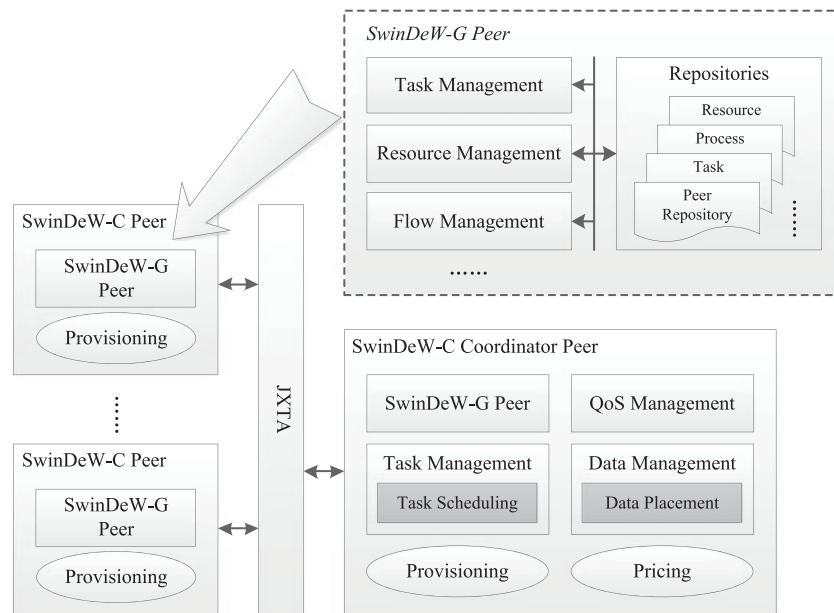 SwinDeW-G Peer
Task Management
Resource Management
Flow Management
......
Repositories
Resource
Process
Task
Peer
Repository
......
SwinDeW-C Peer
SwinDeW-G
Peer
Provisioning
......
SwinDeW-C Peer
SwinDeW-G
Peer
Provisioning
JXTA
SwinDeW-C Coordinator Peer
SwinDeW-G Peer
QoS Management
Task Management
Task Scheduling
Data Management
Data Placement
Provisioning
Pricing